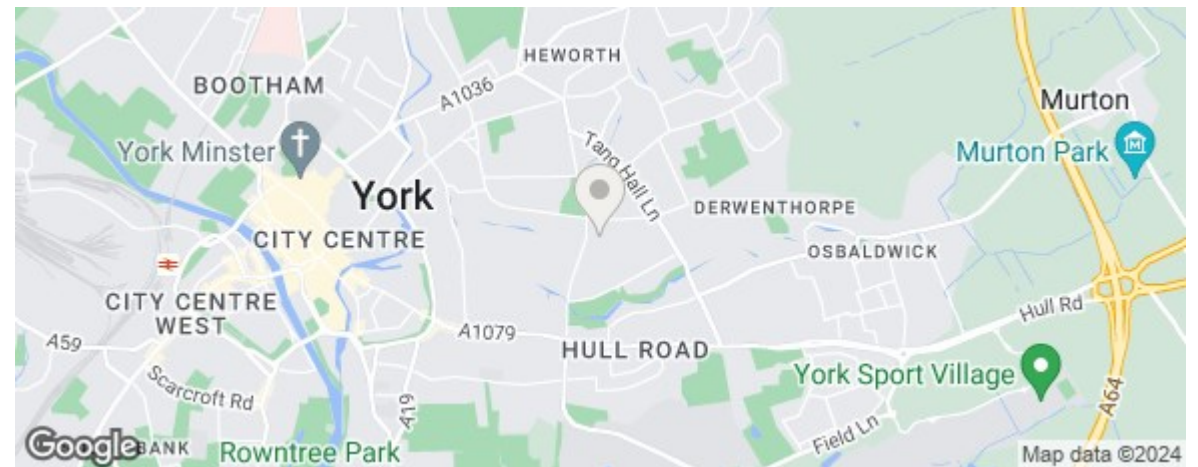 HEWORTH
BOOTHAM
A1036
Murton
York Minster
Tang Hall Ln
Murton Park
York
DERWENTHORPE
CITY CENTRE
OSBALDWICK
CITY CENTRE
WEST
Hull Rd
A59
A1079
HULL ROAD
Scarcroft Rd
York Sport Village
A19
A64
Field Ln
Google
BANK
Rowntree Park
Map data ©2024